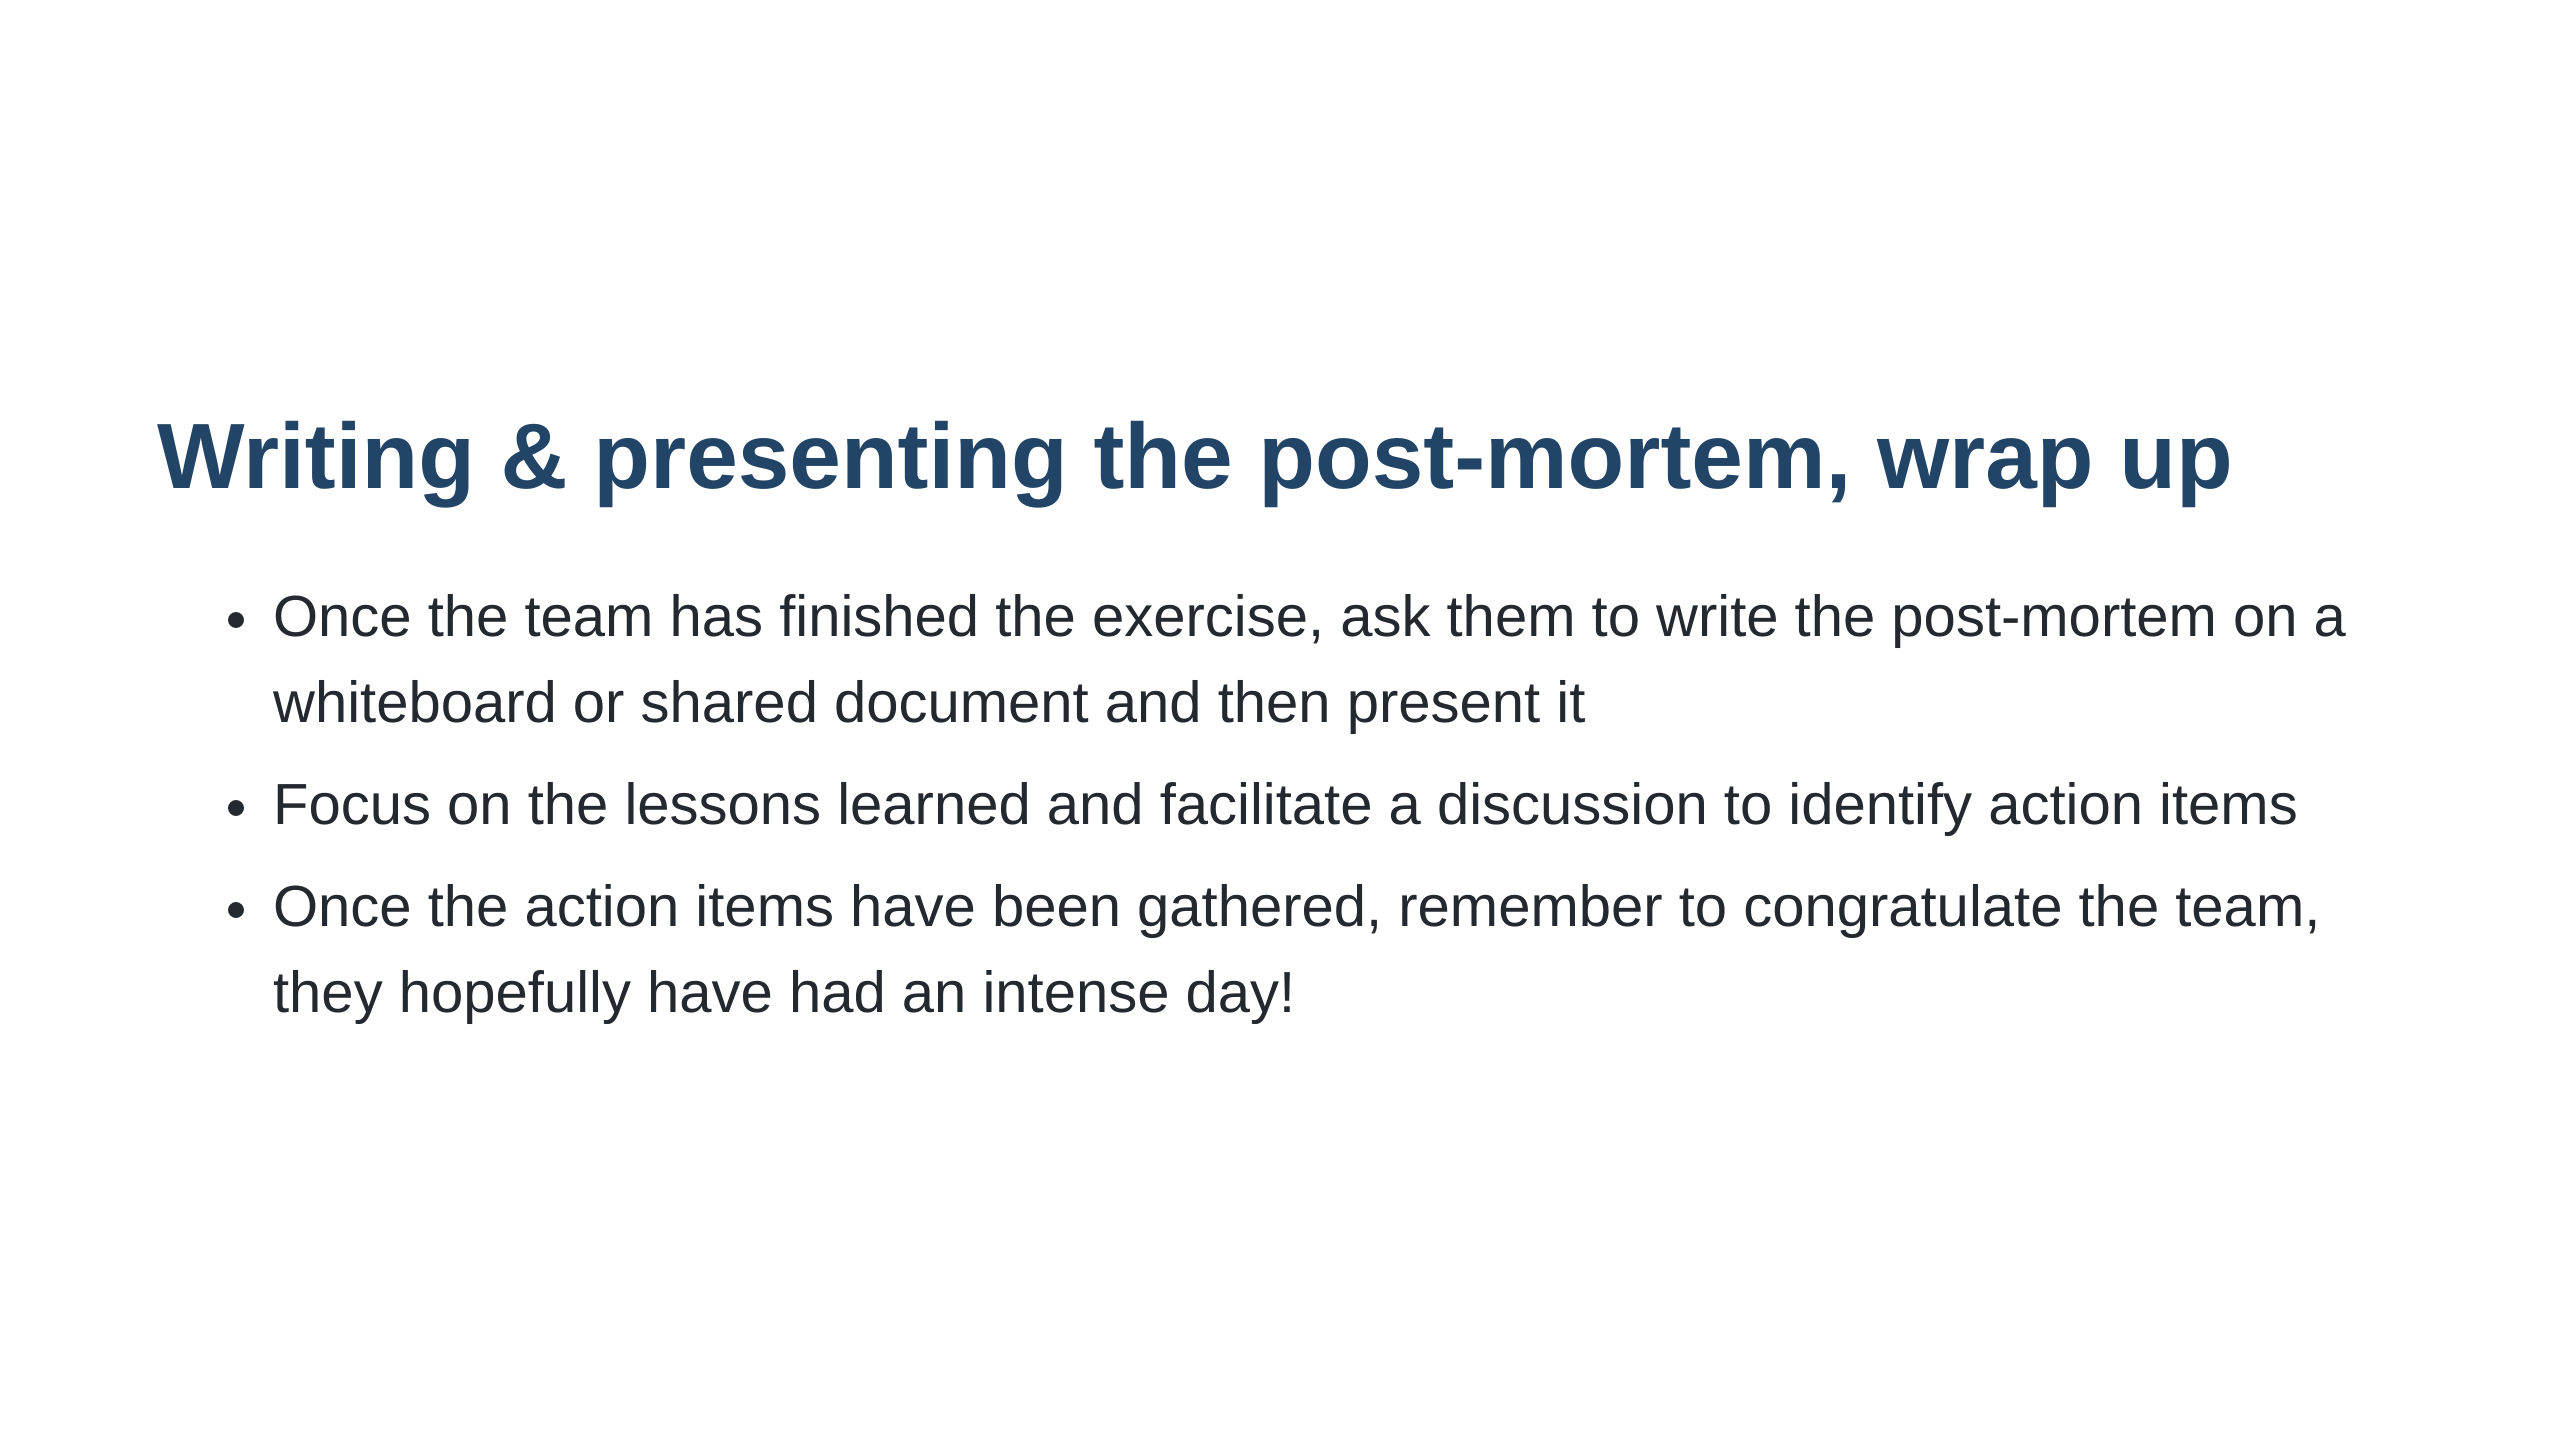 Writing & presenting the post-mortem, wrap up
• Once the team has finished the exercise, ask them to write the post-mortem on a
whiteboard or shared document and then present it
• Focus on the lessons learned and facilitate a discussion to identify action items
• Once the action items have been gathered, remember to congratulate the team,
they hopefully have had an intense day!